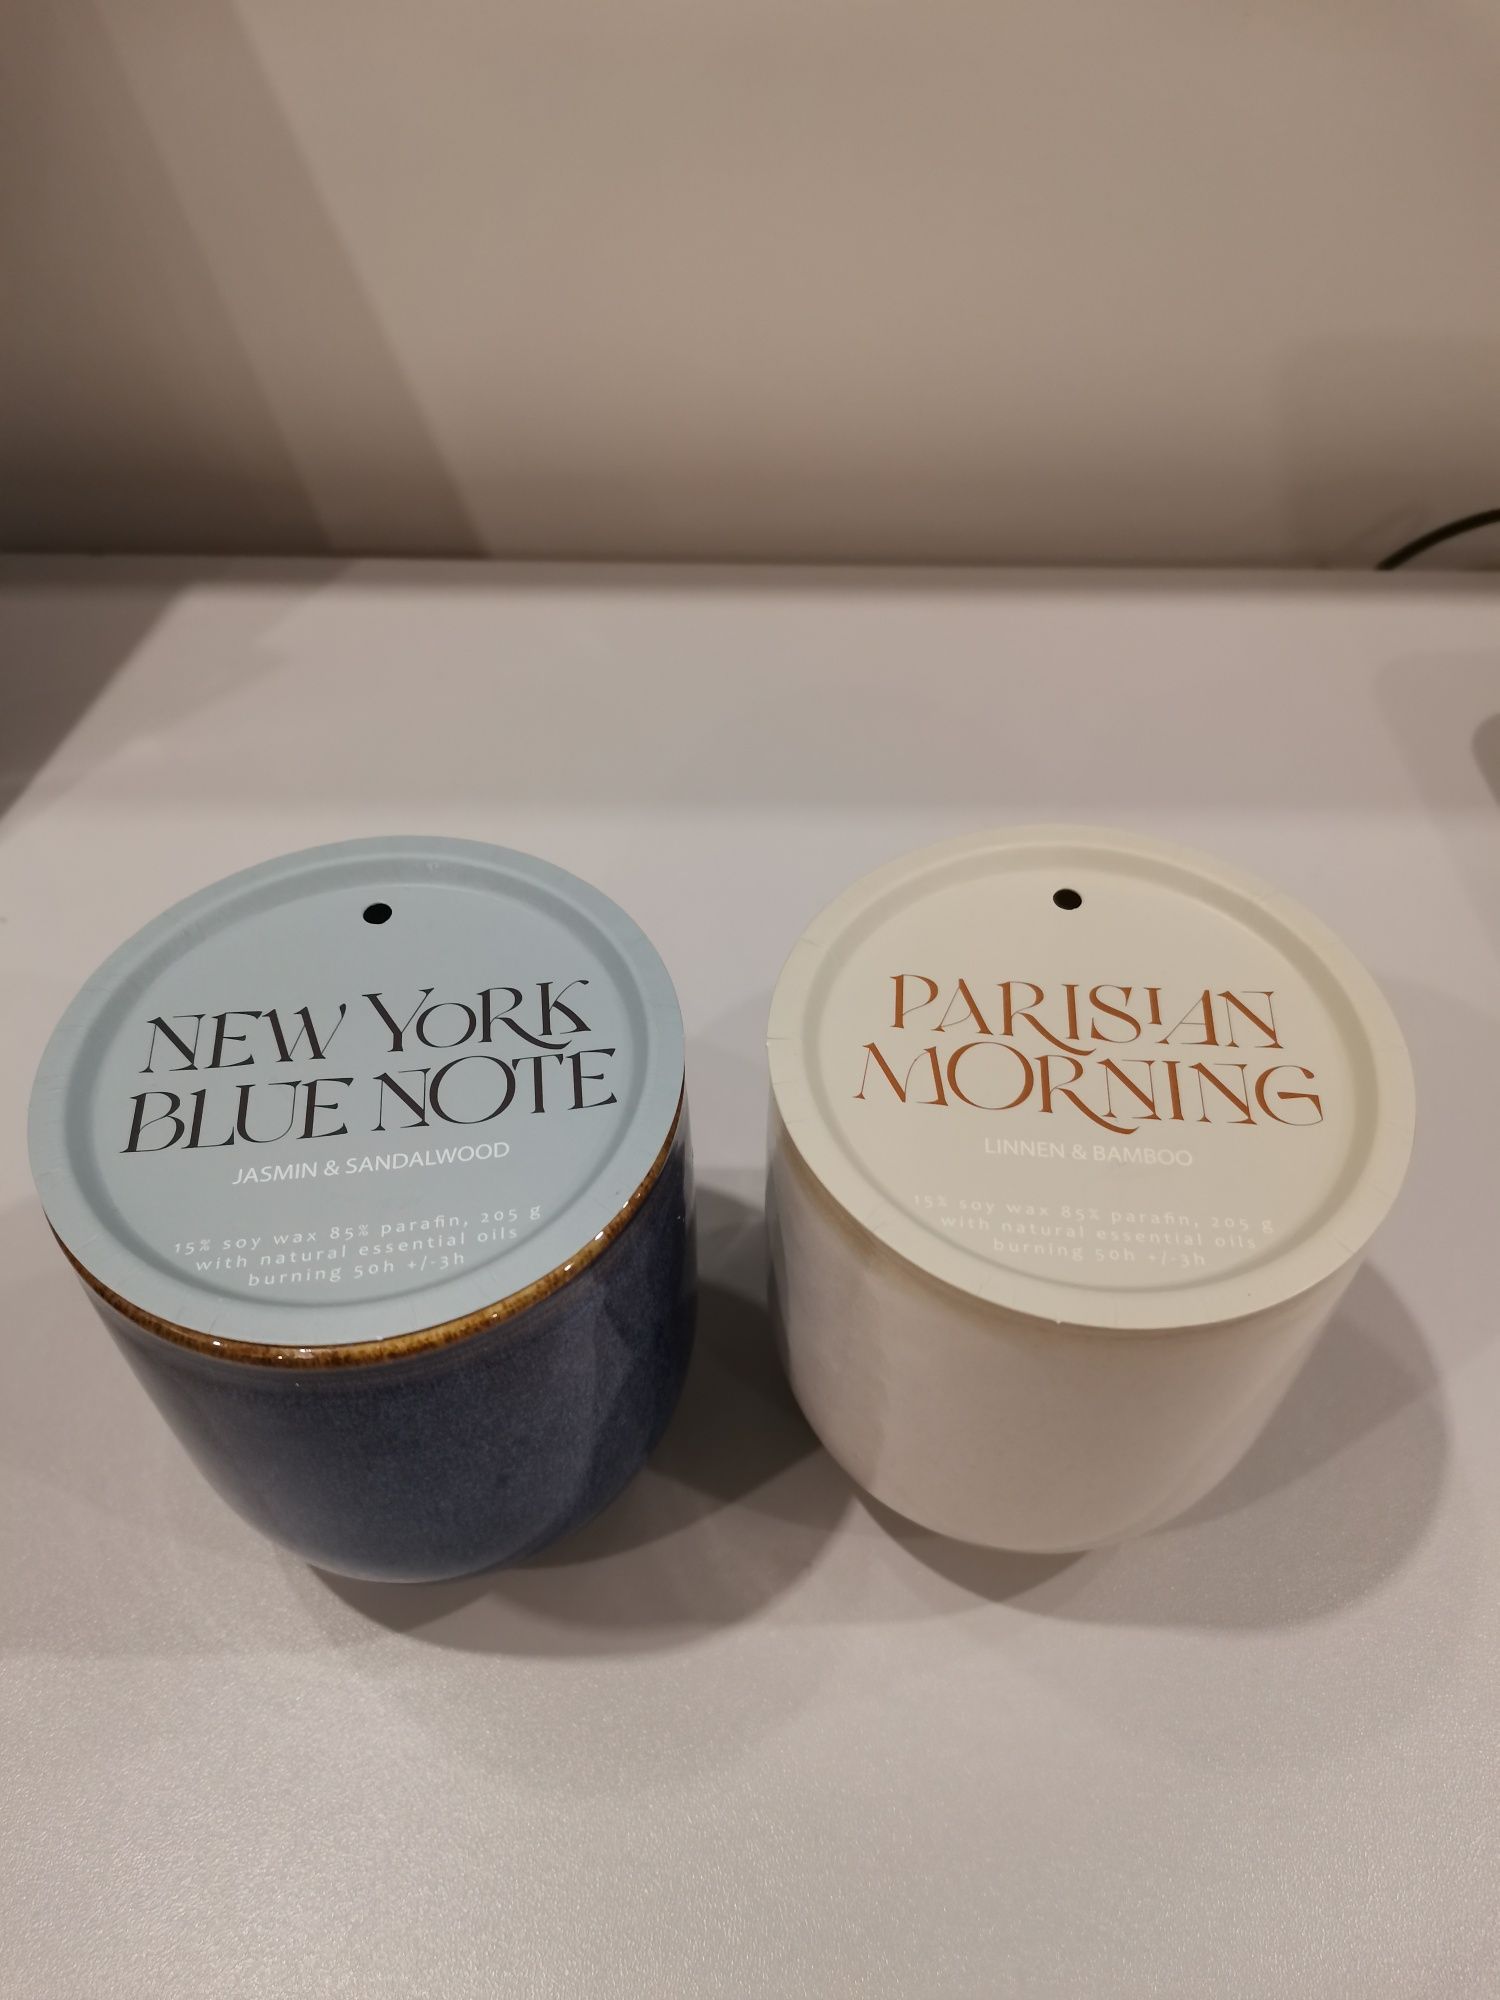 NEW YORK
BLUE NOTE
JASMIN & SANDALWOOD
15% soy wax 85% parafin, 205 g
with natural essential oils
burning 50h +/-3h
PARISIAN
MORNING
LINNEN & BAMBOO
15% soy wax 85% parafin, 205 g
with natural essential oils
burning 50h +/-3h